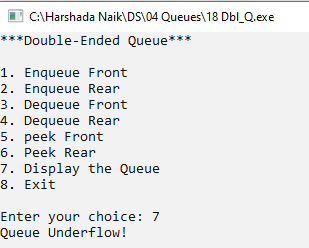 C:\Harshada Naik\DS\04 Queues\18 Dbl_Q.exe
***Double-Ended Queue***
1. Enqueue Front
2. Enqueue Rear
3. Dequeue Front
4. Dequeue Rear
5. peek Front
6. Peek Rear
7. Display the Queue
8. Exit
Enter your choice: 7
Queue Underflow!